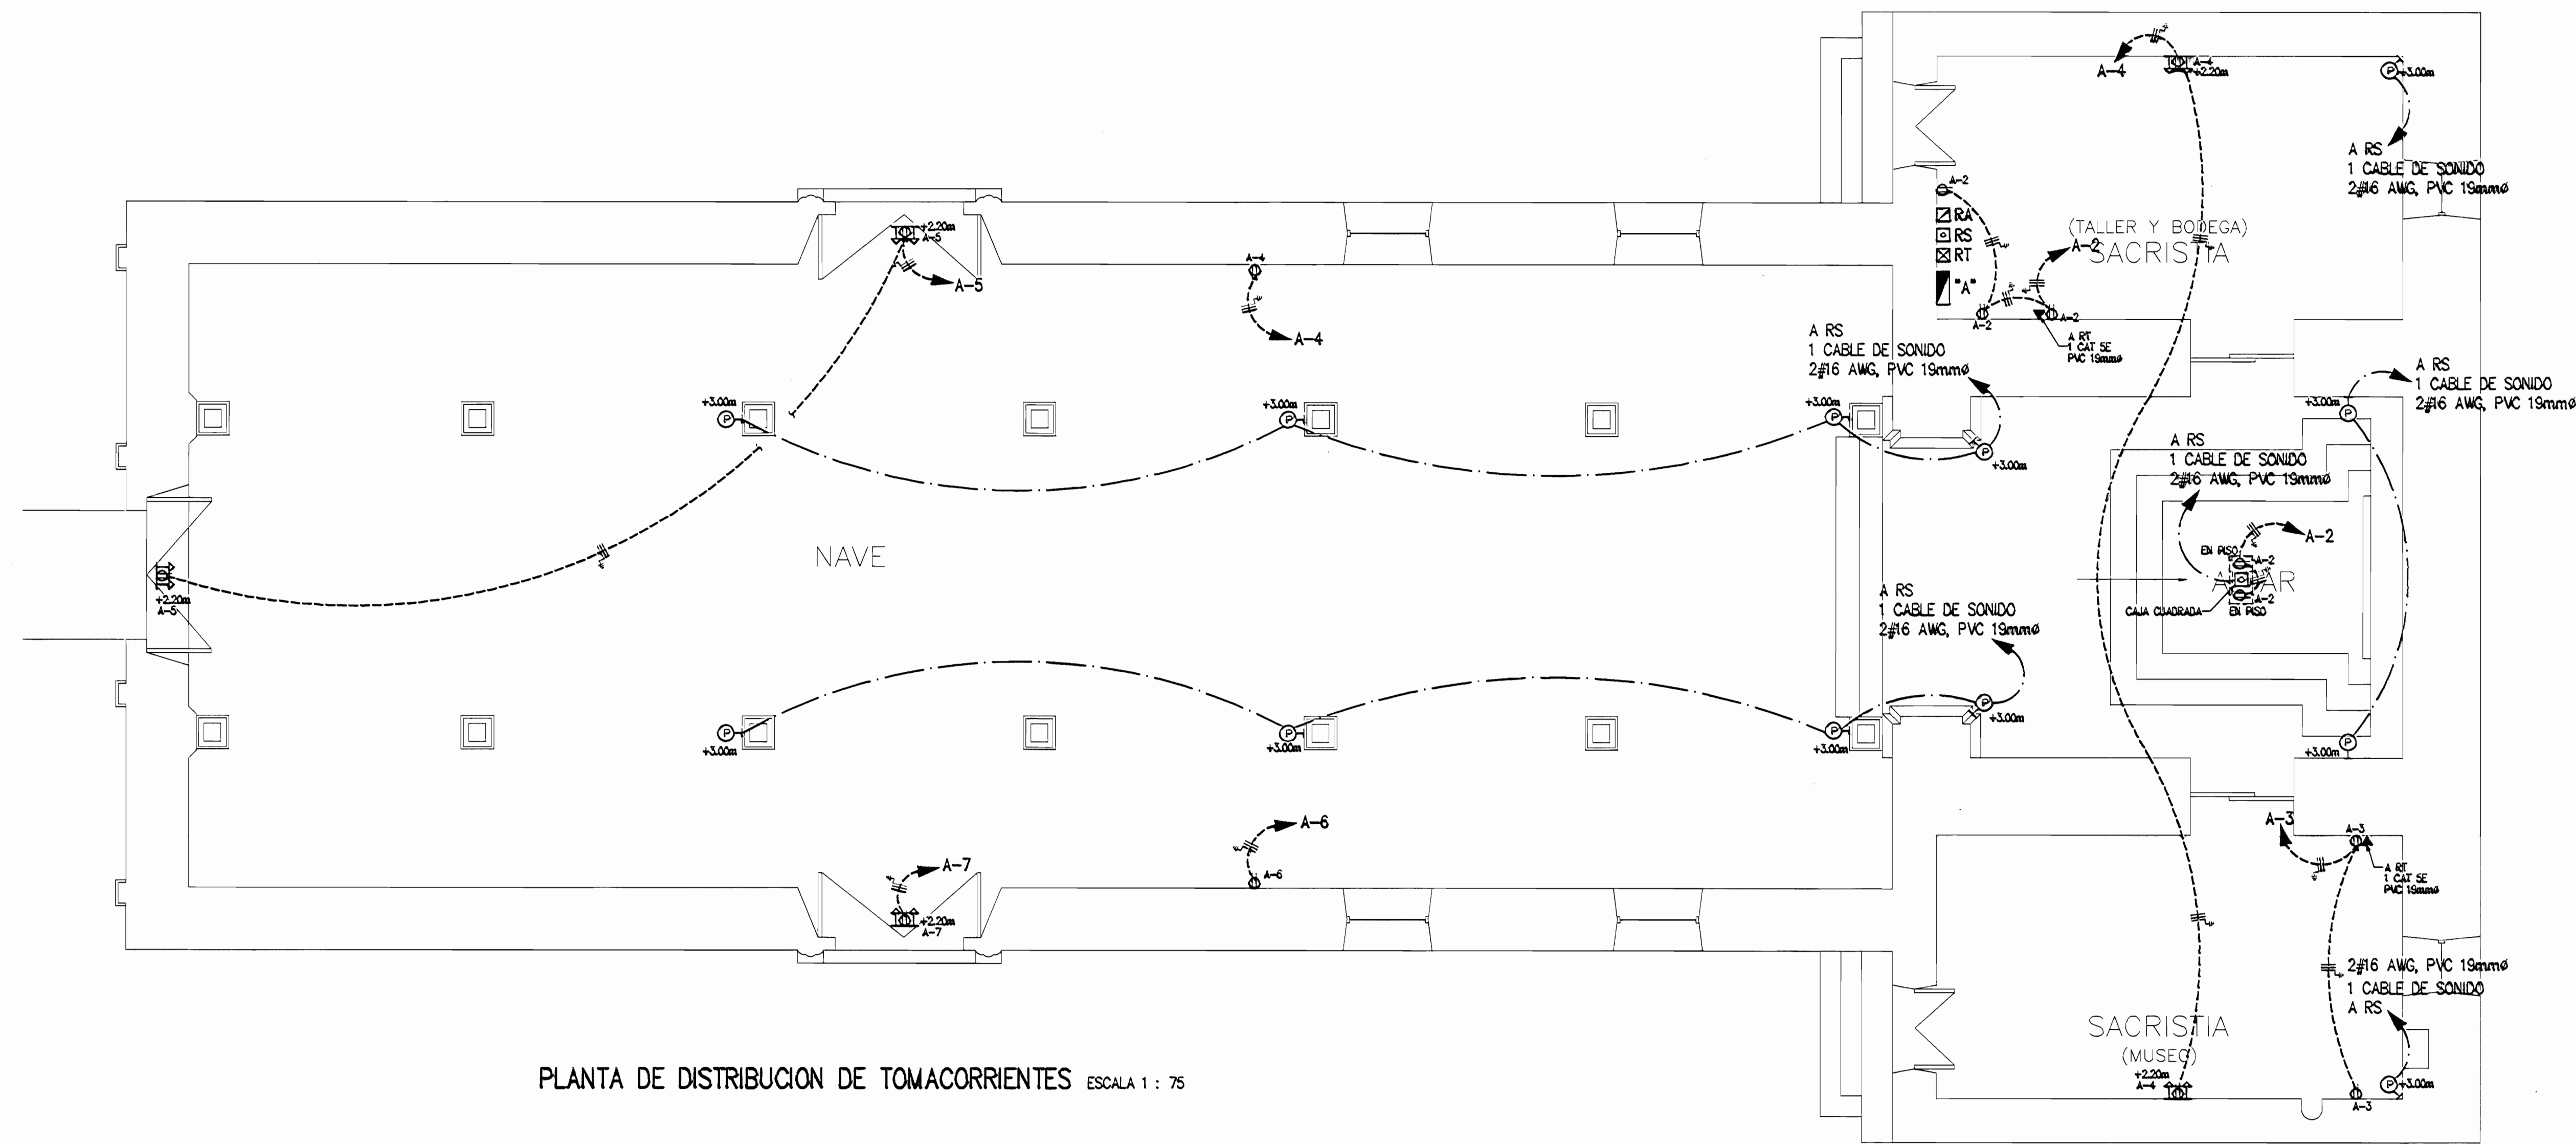 A-4
A-4
+2.20m
P
+3.00m
A RS
1 CABLE DE SONIDO
2#16 AWG, PVC 19mmø
A-2
RA
RS
RT
"A"
(TALLER Y BODEGA)
SACRISTIA
A-2
A-2
A-2
A RT
1 CAT 5E
PVC 19mmø
+2.20m
A-5
A-5
A-4
A-4
A RS
1 CABLE DE SONIDO
2#16 AWG, PVC 19mmø
A RS
1 CABLE DE SONIDO
2#16 AWG, PVC 19mmø
+3.00m
P
+3.00m
P
+3.00m
P
P
+3.00m
+3.00m
P
A RS
1 CABLE DE SONIDO
2#16 AWG, PVC 19mmø
A-2
EN PISO
A-2
ALTAR
A-2
CAJA CUADRADA
EN PISO
NAVE
+2.20m
A-5
A RS
1 CABLE DE SONIDO
2#16 AWG, PVC 19mmø
P
+3.00m
P
+3.00m
P
+3.00m
P
+3.00m
P
+3.00m
A-6
A-6
A-7
+2.20m
A-7
A-3
A-3
A RT
1 CAT 5E
PVC 19mmø
2#16 AWG, PVC 19mmø
1 CABLE DE SONIDO
A RS
SACRISTIA
(MUSEO)
+2.20m
A-4
P
+3.00m
A-3
PLANTA DE DISTRIBUCION DE TOMACORRIENTES ESCALA 1 : 75